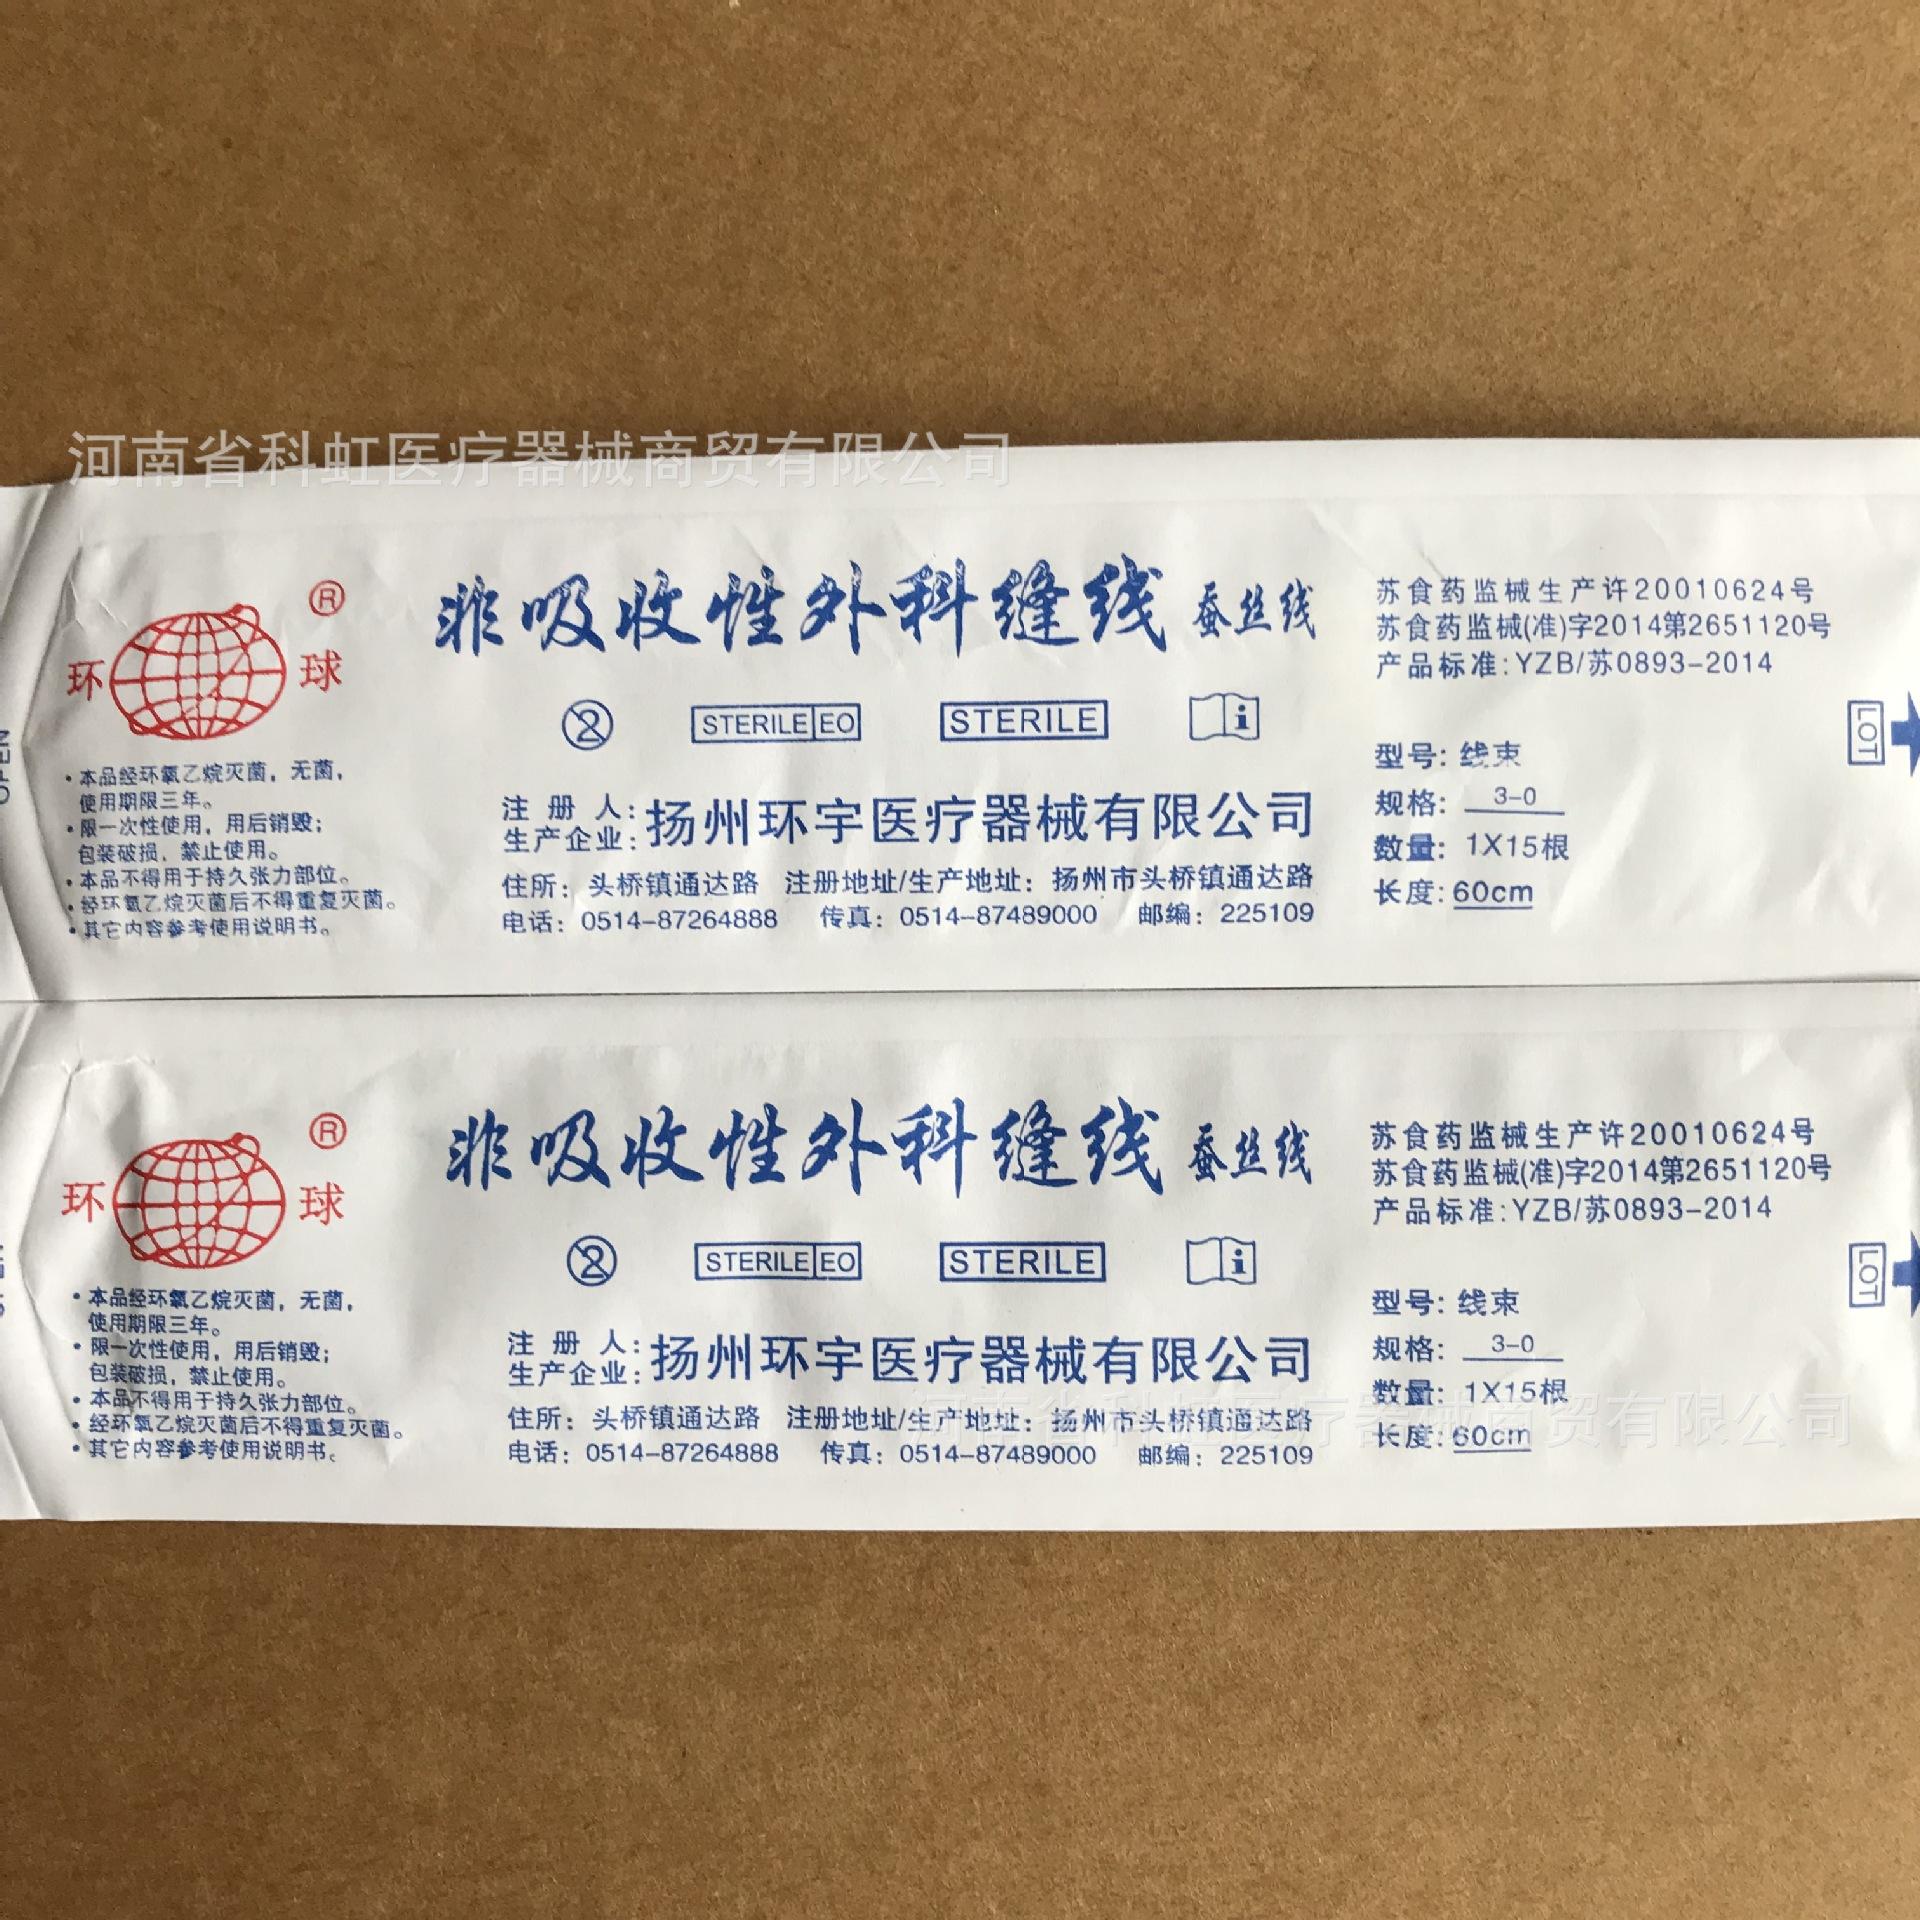 河南省科虹医疗器械商贸有限公司
环 球 ®
非吸收性外科缝线 蚕丝线
STERILE EO
STERILE
苏食药监械生产许20010624号
苏食药监械(准)字2014第2651120号
产品标准:YZB/苏0893-2014
LOT
OPEN
·本品经环氧乙烷灭菌，无菌，
使用期限三年。
·限一次性使用，用后销毁；
包装破损，禁止使用。
·本品不得用于持久张力部位。
·经环氧乙烷灭菌后不得重复灭菌。
·其它内容参考使用说明书。
注册人:
生产企业:扬州环宇医疗器械有限公司
住所：头桥镇通达路 注册地址/生产地址：扬州市头桥镇通达路
电话：0514-87264888 传真：0514-87489000 邮编：225109
型号: 线束
规格: 3-0
数量: 1X15根
长度: 60cm
环 球 ®
非吸收性外科缝线 蚕丝线
STERILE EO
STERILE
苏食药监械生产许20010624号
苏食药监械(准)字2014第2651120号
产品标准:YZB/苏0893-2014
LOT
·本品经环氧乙烷灭菌，无菌，
使用期限三年。
·限一次性使用，用后销毁；
包装破损，禁止使用。
·本品不得用于持久张力部位。
·经环氧乙烷灭菌后不得重复灭菌。
·其它内容参考使用说明书。
注册人:
生产企业:扬州环宇医疗器械有限公司
住所：头桥镇通达路 注册地址/生产地址：扬州市头桥镇通达路
电话：0514-87264888 传真：0514-87489000 邮编：225109
型号: 线束
规格: 3-0
数量: 1X15根
长度: 60cm
河南省科虹医疗器械商贸有限公司